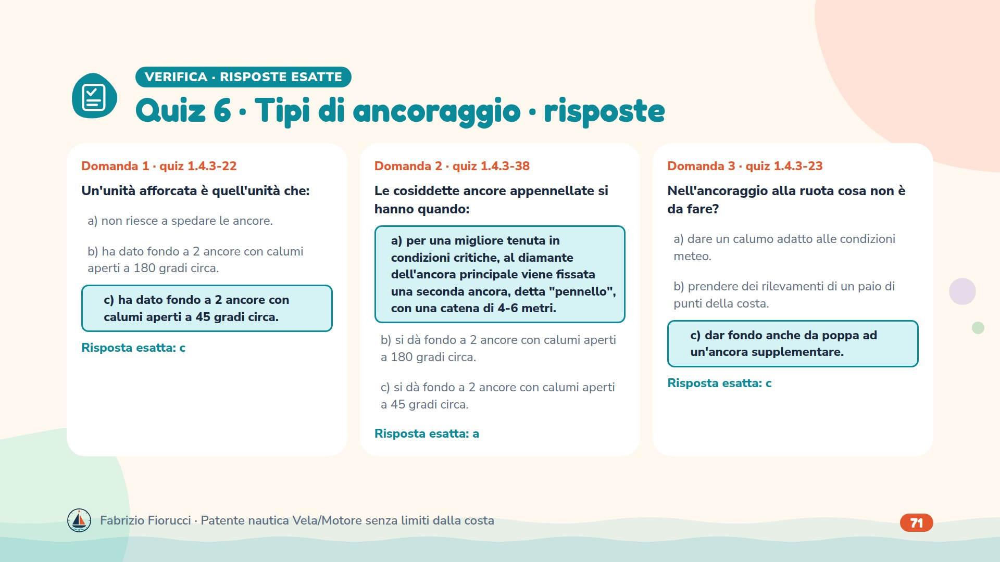 VERIFICA · RISPOSTE ESATTE
Quiz 6 · Tipi di ancoraggio · risposte
Domanda 1 · quiz 1.4.3-22
Un'unità afforcata è quell'unità che:
a) non riesce a spedare le ancore.
b) ha dato fondo a 2 ancore con calumi
aperti a 180 gradi circa.
c) ha dato fondo a 2 ancore con
calumi aperti a 45 gradi circa.
Risposta esatta: c
Domanda 2 · quiz 1.4.3-38
Le cosiddette ancore appennellate si
hanno quando:
a) per una migliore tenuta in
condizioni critiche, al diamante
dell'ancora principale viene fissata
una seconda ancora, detta "pennello",
con una catena di 4-6 metri.
b) si dà fondo a 2 ancore con calumi aperti
a 180 gradi circa.
c) si dà fondo a 2 ancore con calumi aperti
a 45 gradi circa.
Risposta esatta: a
Domanda 3 · quiz 1.4.3-23
Nell'ancoraggio alla ruota cosa non è
da fare?
a) dare un calumo adatto alle condizioni
meteo.
b) prendere dei rilevamenti di un paio di
punti della costa.
c) dar fondo anche da poppa ad
un'ancora supplementare.
Risposta esatta: c
Fabrizio Fiorucci · Patente nautica Vela/Motore senza limiti dalla costa
71